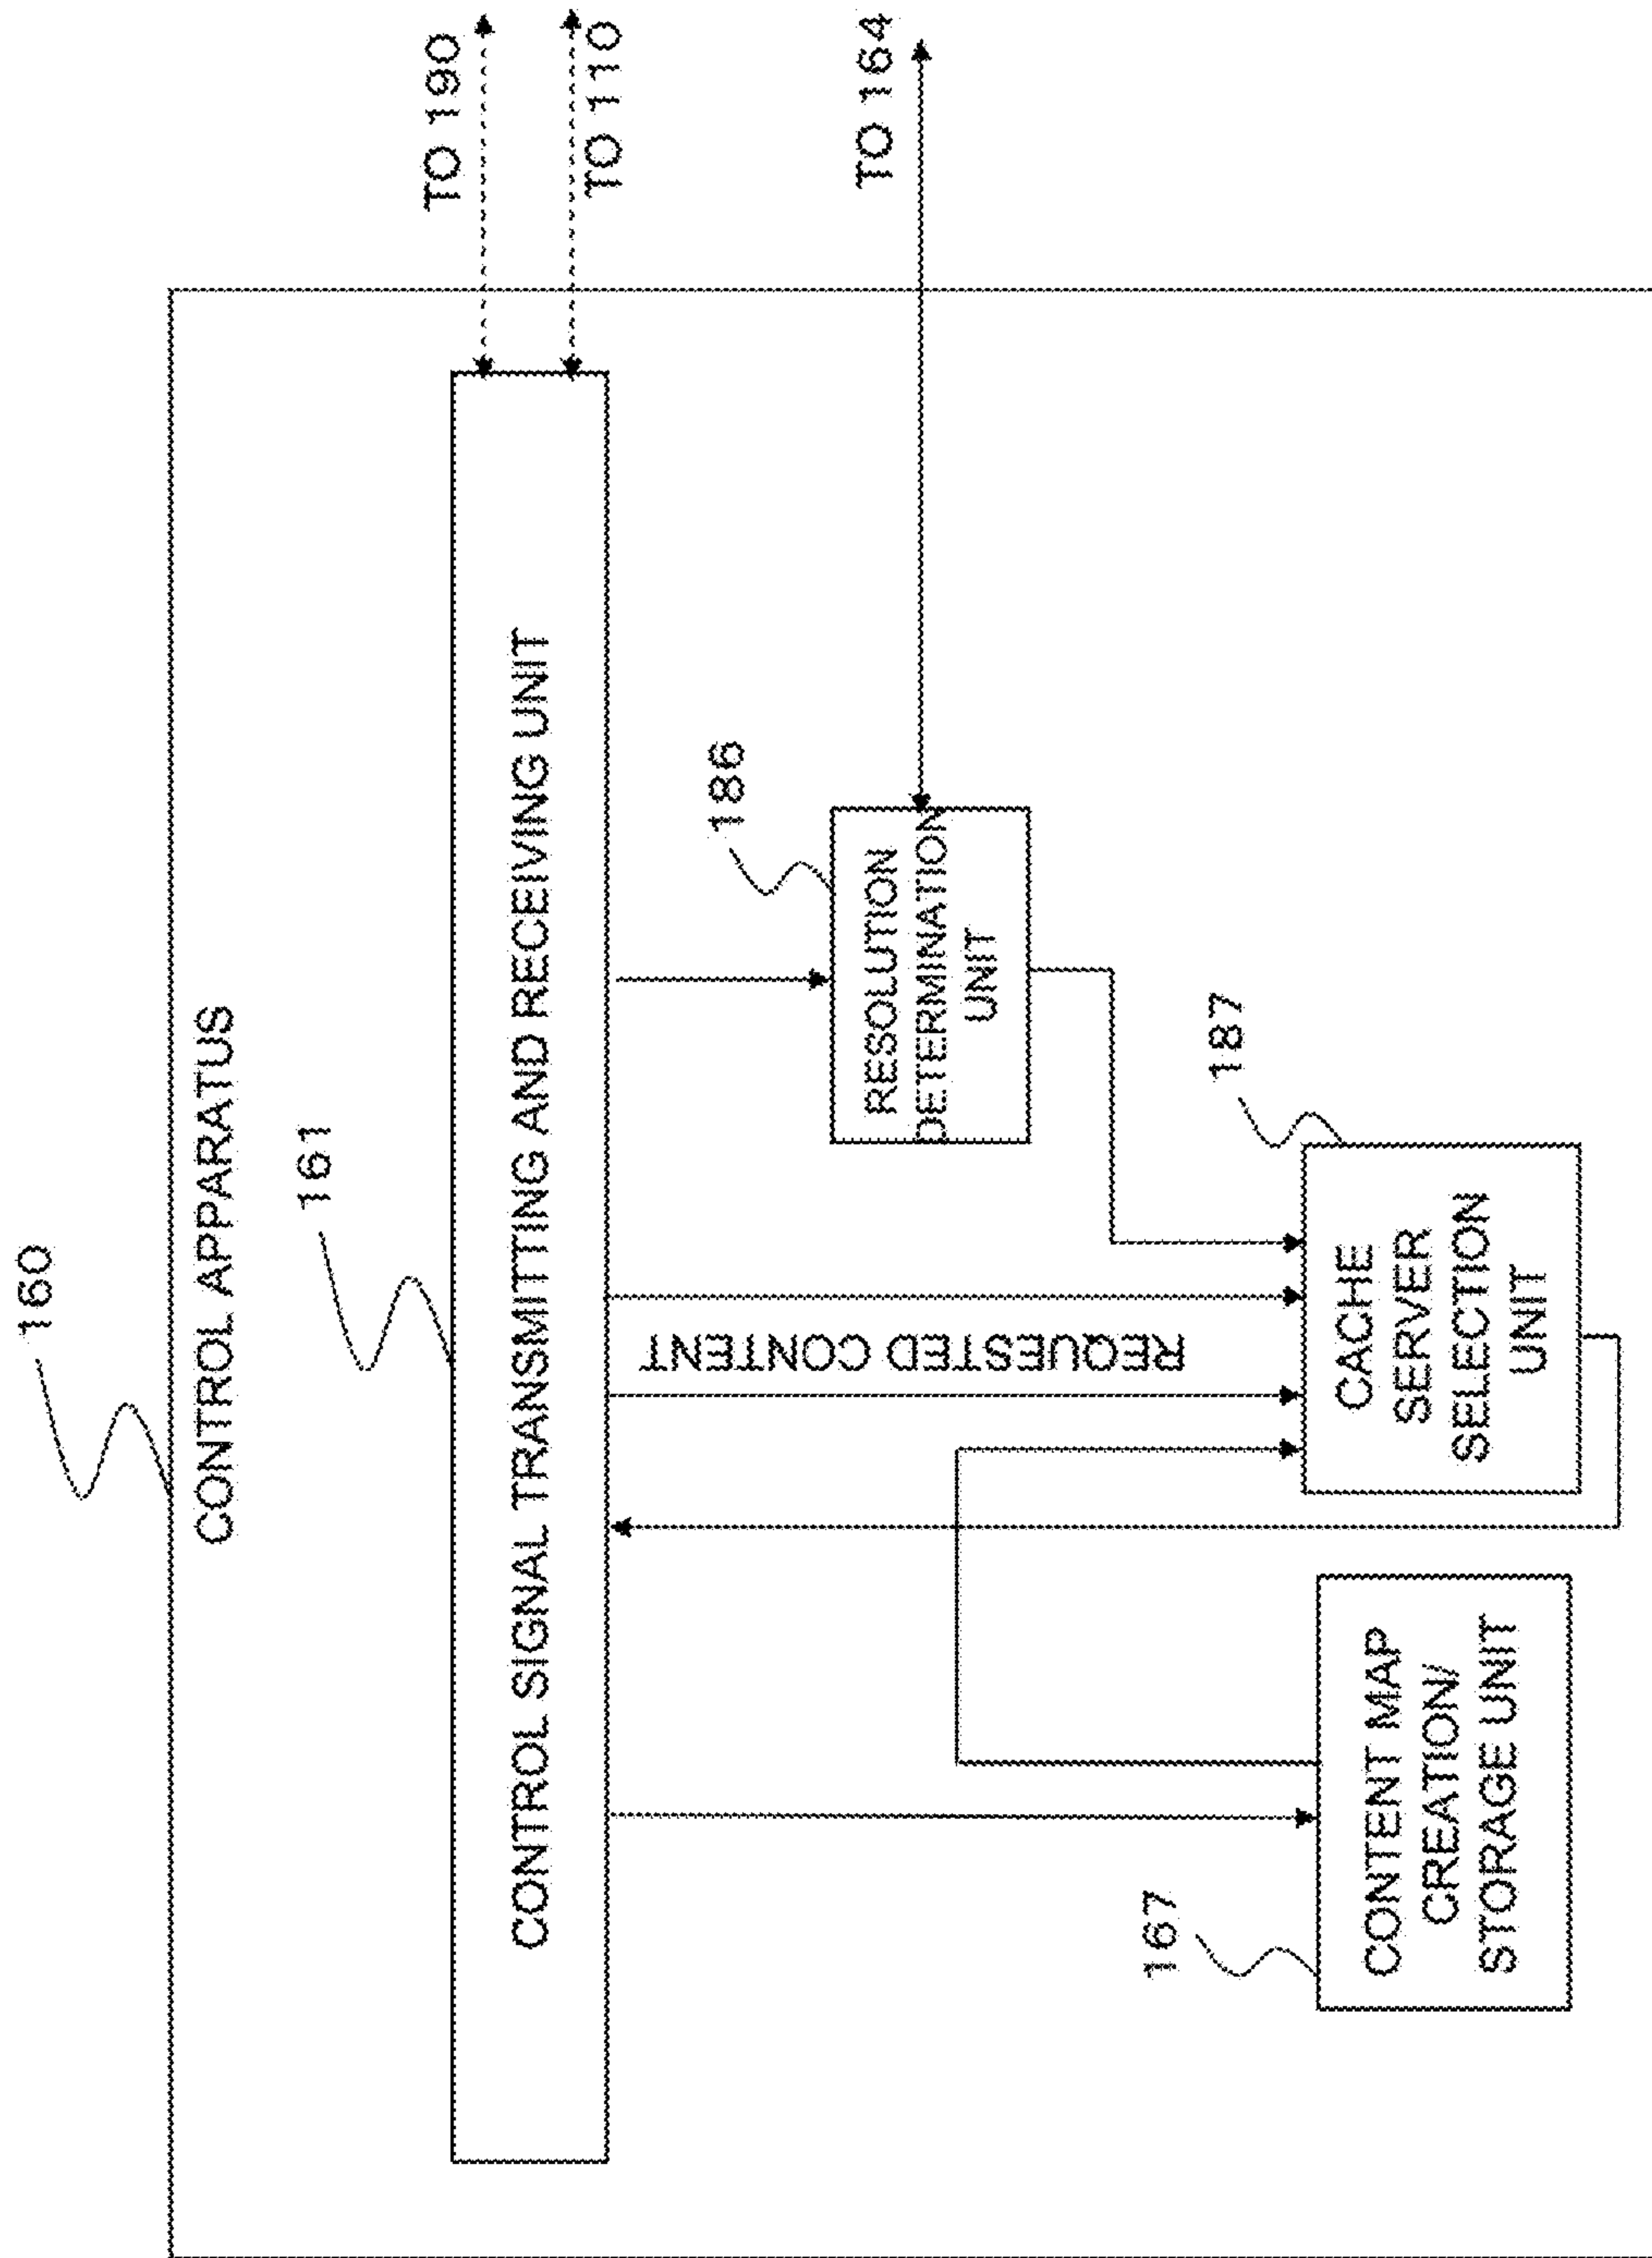 160
CONTROL APPARATUS
161
CONTROL SIGNAL TRANSMITTING AND RECEIVING UNIT
TO 190
TO 110
186
RESOLUTION
DETERMINATION
UNIT
TO 164
REQUESTED CONTENT
187
CACHE
SERVER
SELECTION
UNIT
167
CONTENT MAP
CREATION/
STORAGE UNIT